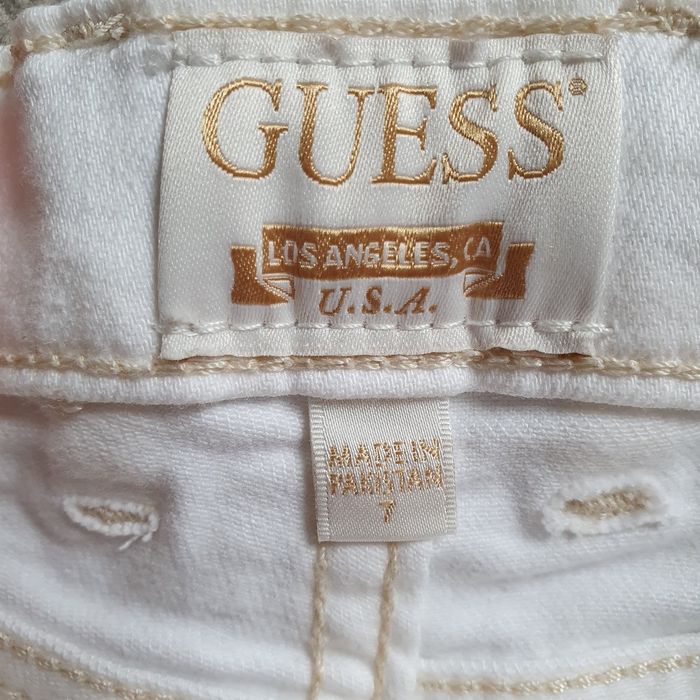 GUESS®
LOS ANGELES, CA
U.S.A.
MADE IN
PAKISTAN
7